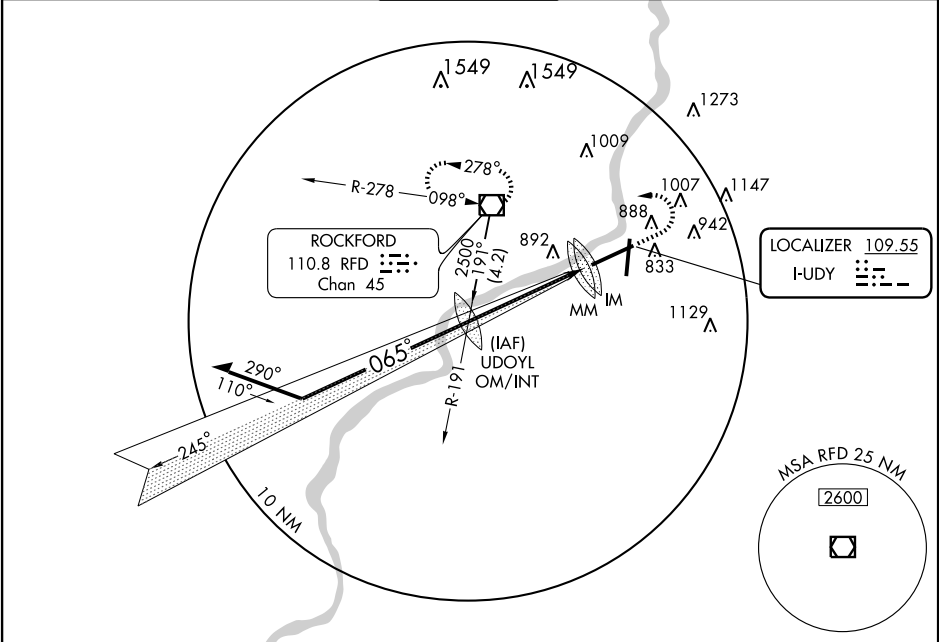 1549
1549
1273
1009
278°
R-278
098°
1007
1147
888
942
ROCKFORD
110.8 RFD
Chan 45
2500
191°
(4.2)
892
833
LOCALIZER 109.55
I-UDY
MM
IM
1129
(IAF)
UDOYL
OM/INT
065°
290°
110°
R-191
245°
10 NM
MSA RFD 25 NM
2600